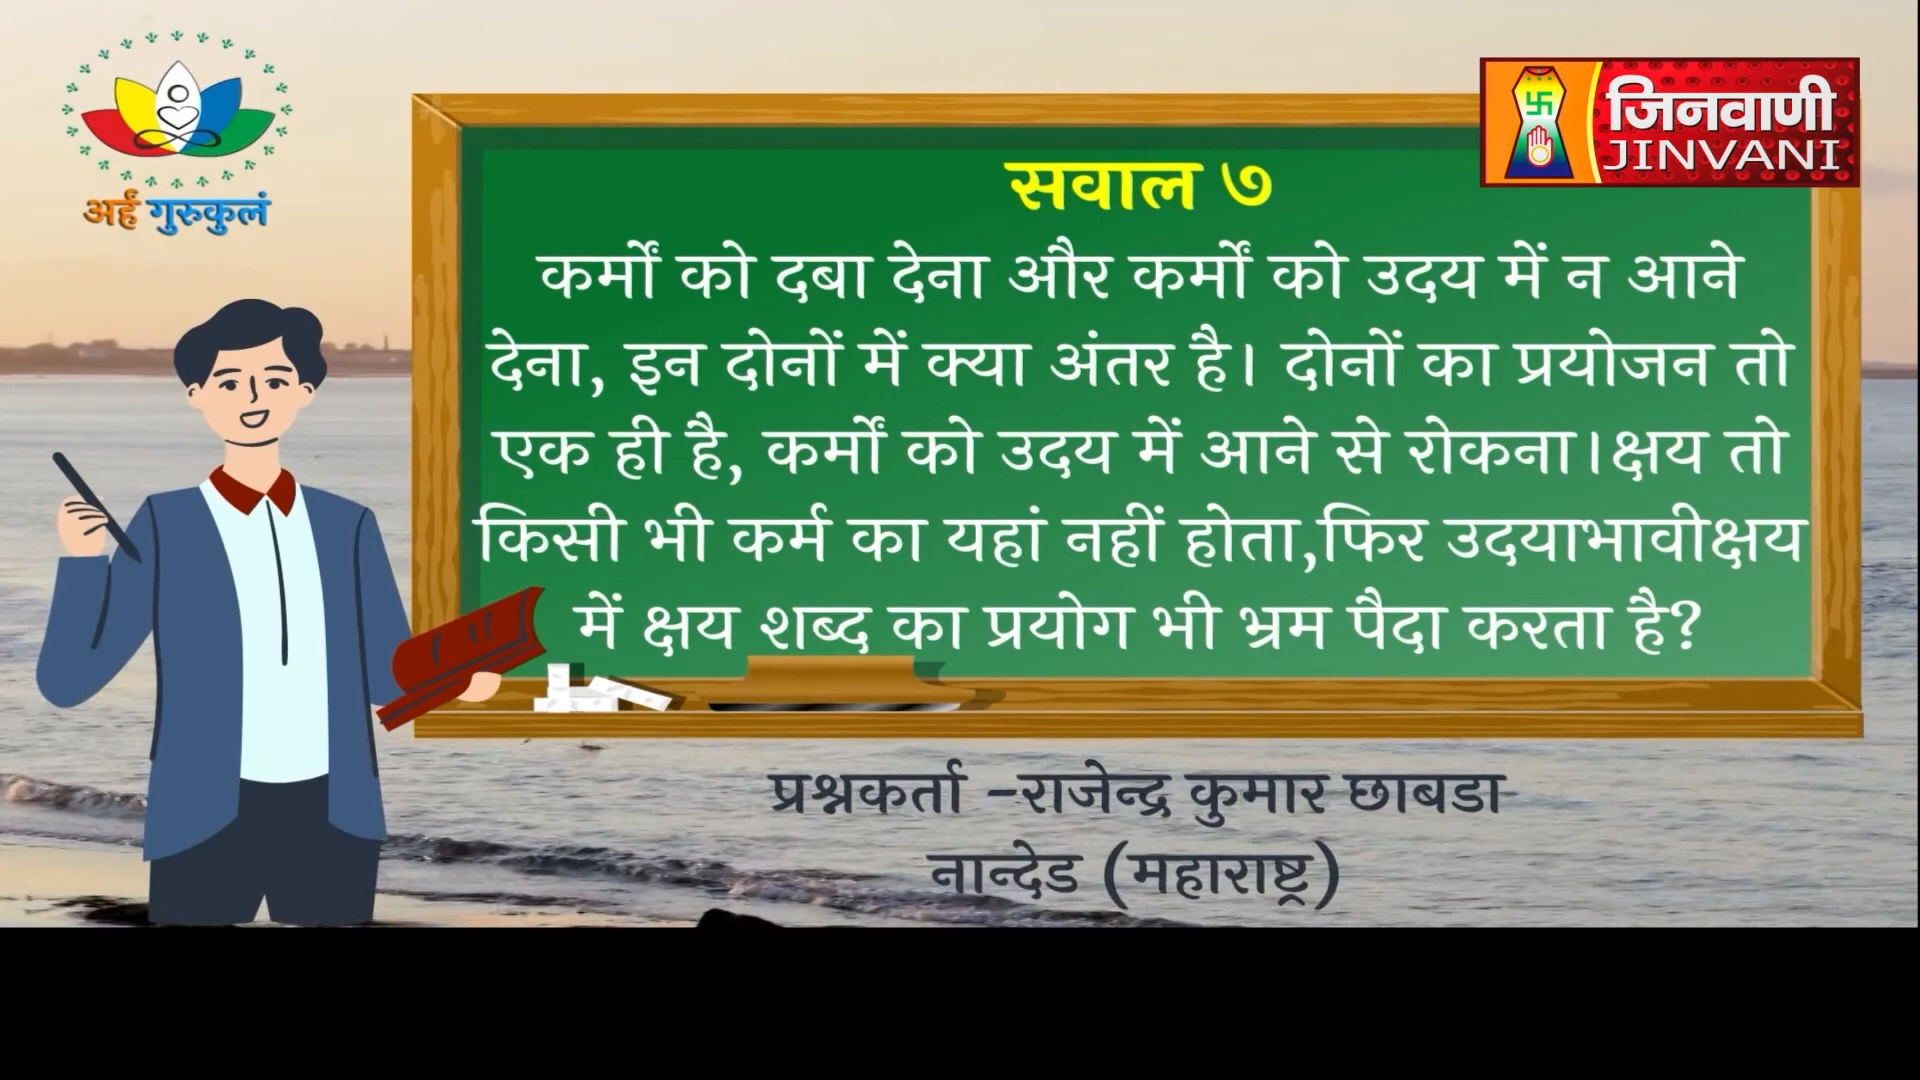 अर्हं गुरुकुलं
जिनवाणी
JINVANI
सवाल ७
कर्मों को दबा देना और कर्मों को उदय में न आने
देना, इन दोनों में क्या अंतर है। दोनों का प्रयोजन तो
एक ही है, कर्मों को उदय में आने से रोकना।क्षय तो
किसी भी कर्म का यहां नहीं होता,फिर उदयाभावीक्षय
में क्षय शब्द का प्रयोग भी भ्रम पैदा करता है?
प्रश्नकर्ता -राजेन्द्र कुमार छाबडा
नान्देड (महाराष्ट्र)